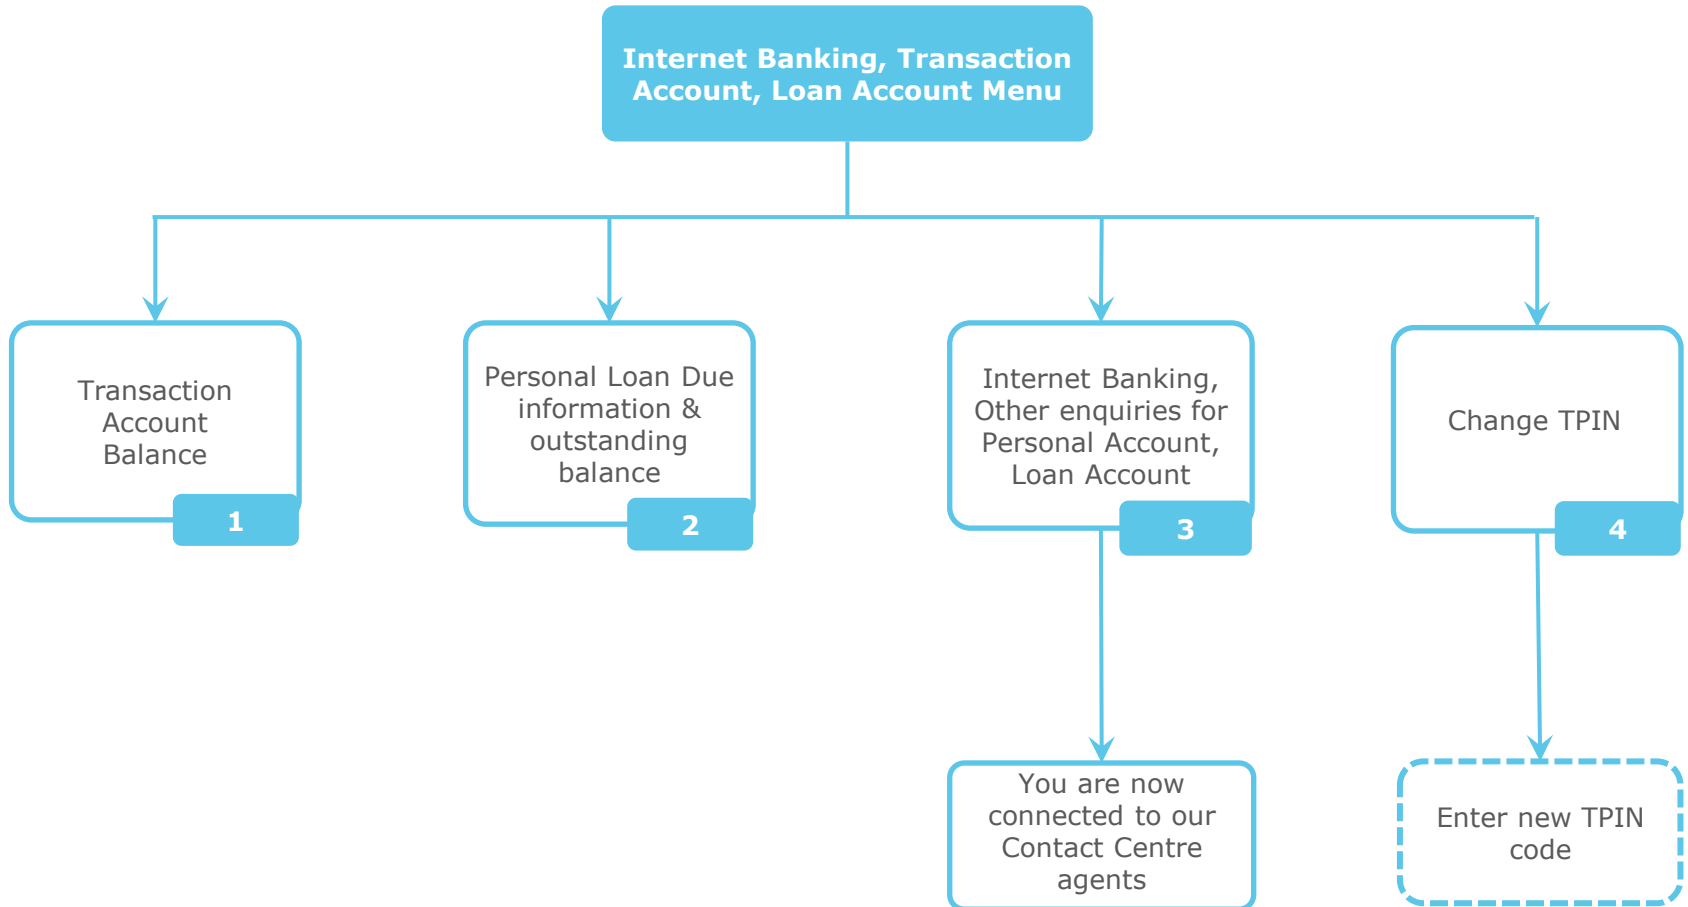 Internet Banking, Transaction
Account, Loan Account Menu
Transaction
Account
Balance
1
Personal Loan Due
information &
outstanding
balance
2
Internet Banking,
Other enquiries for
Personal Account,
Loan Account
3
Change TPIN
4
You are now
connected to our
Contact Centre
agents
Enter new TPIN
code